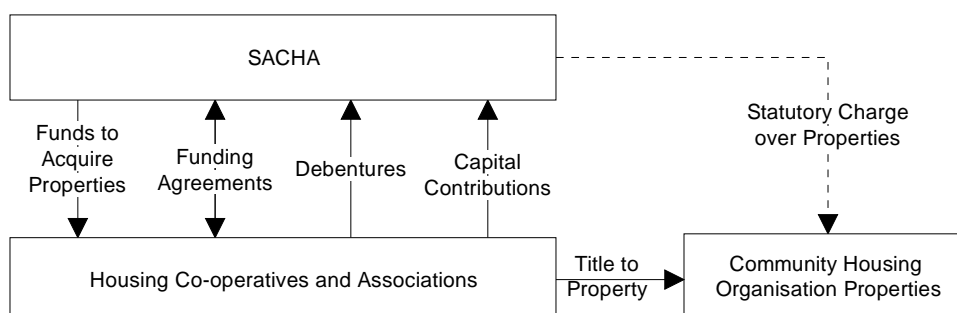 SACHA
Funds to
Acquire
Properties
Funding
Agreements
Debentures
Capital
Contributions
Statutory Charge
over Properties
Housing Co-operatives and Associations
Title to
Property
Community Housing
Organisation Properties